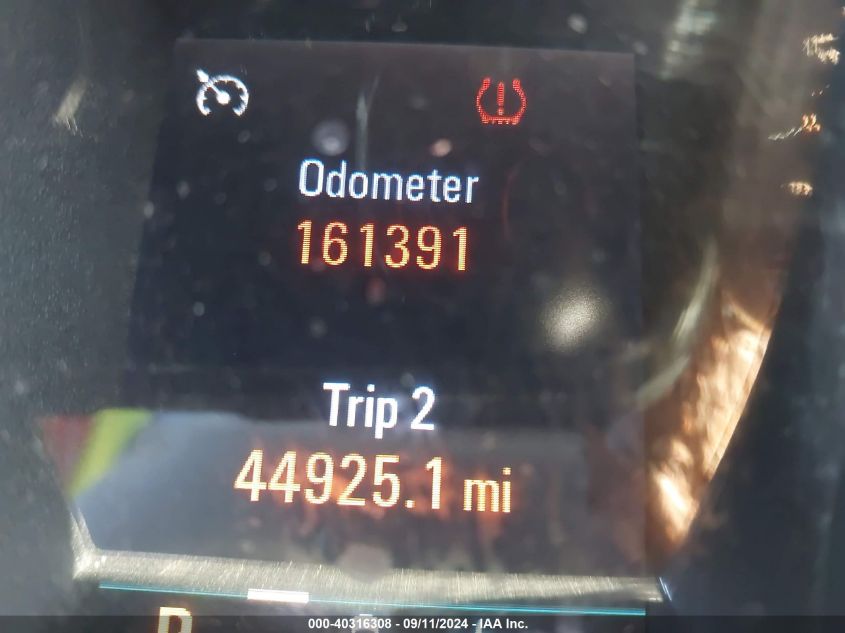 Odometer
161391
Trip 2
44925.1 mi
000-40316308 - 09/11/2024 - IAA Inc.